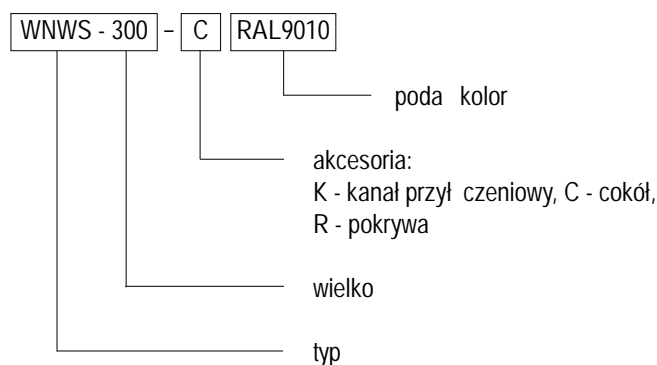 WNWS - 300 - C RAL9010
poda kolor
akcesoria:
K - kanał przył czeniowy, C - cokół,
R - pokrywa
wielko
typ